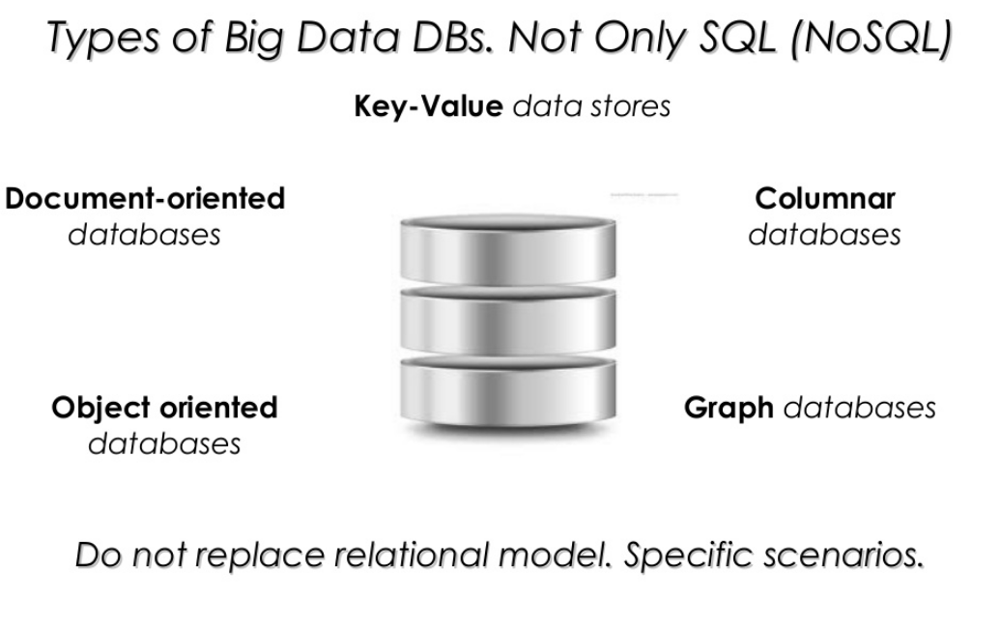 Types of Big Data DBs. Not Only SQL (NoSQL)
Key-Value data stores
Document-oriented
databases
Columnar
databases
Object oriented
databases
Graph databases
Do not replace relational model. Specific scenarios.